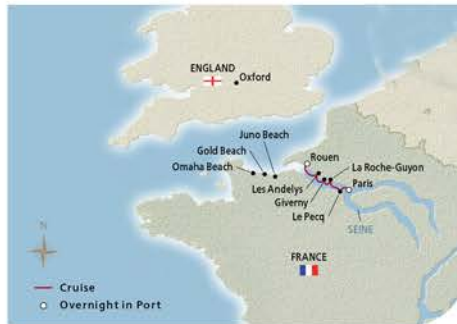 ENGLAND
Oxford
Juno Beach
Gold Beach
Omaha Beach
Rouen
La Roche-Guyon
Les Andelys
Paris
Giverny
Le Pecq
SEINE
N
FRANCE
Cruise
Overnight in Port